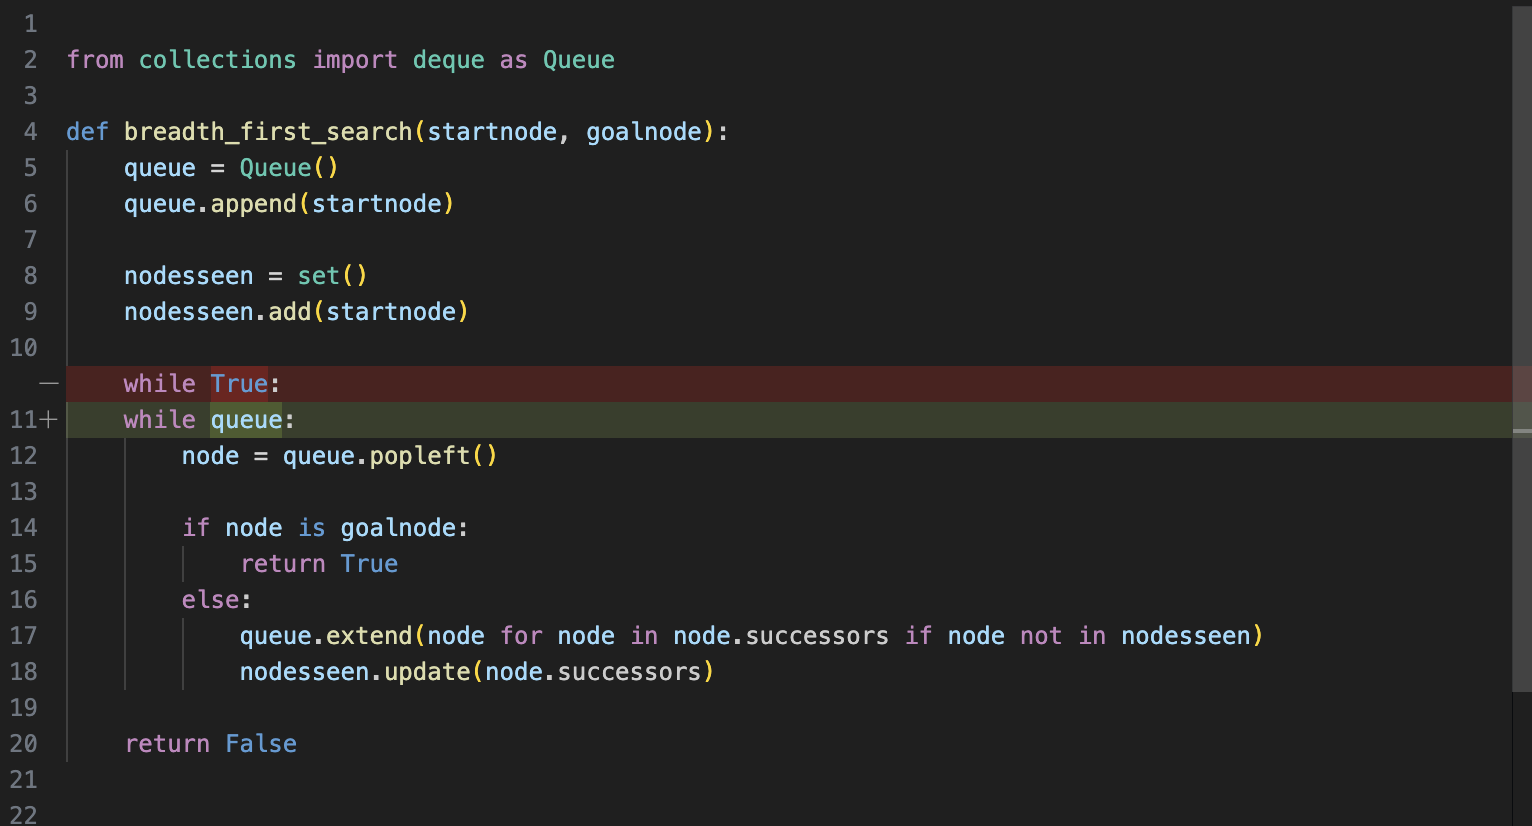 1
2 from collections import deque as Queue
3
4 def breadth_first_search(startnode, goalnode):
5     queue = Queue()
6     queue.append(startnode)
7
8     nodesseen = set()
9     nodesseen.add(startnode)
10
—     while True:
11+     while queue:
12         node = queue.popleft()
13
14         if node is goalnode:
15             return True
16         else:
17             queue.extend(node for node in node.successors if node not in nodesseen)
18             nodesseen.update(node.successors)
19
20     return False
21
22